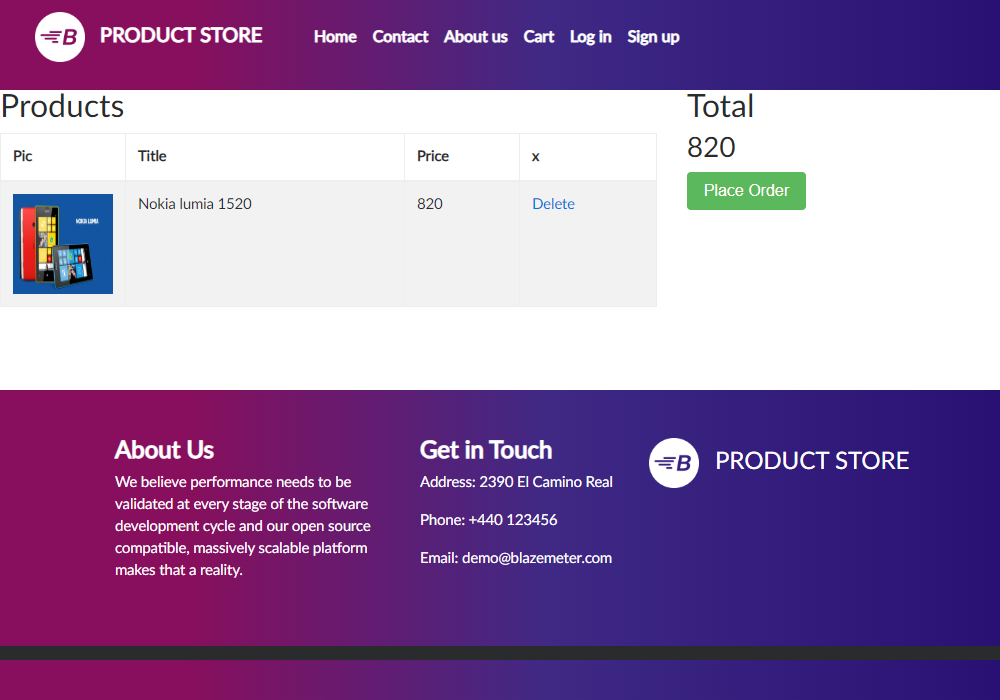 B PRODUCT STORE Home Contact About us Cart Log in Sign up
Products
Pic Title Price x
Nokia lumia 1520 820 Delete
NOKIA LUMIA
Total
820
Place Order
About Us
We believe performance needs to be
validated at every stage of the software
development cycle and our open source
compatible, massively scalable platform
makes that a reality.
Get in Touch
Address: 2390 El Camino Real
Phone: +440 123456
Email: demo@blazemeter.com
B PRODUCT STORE